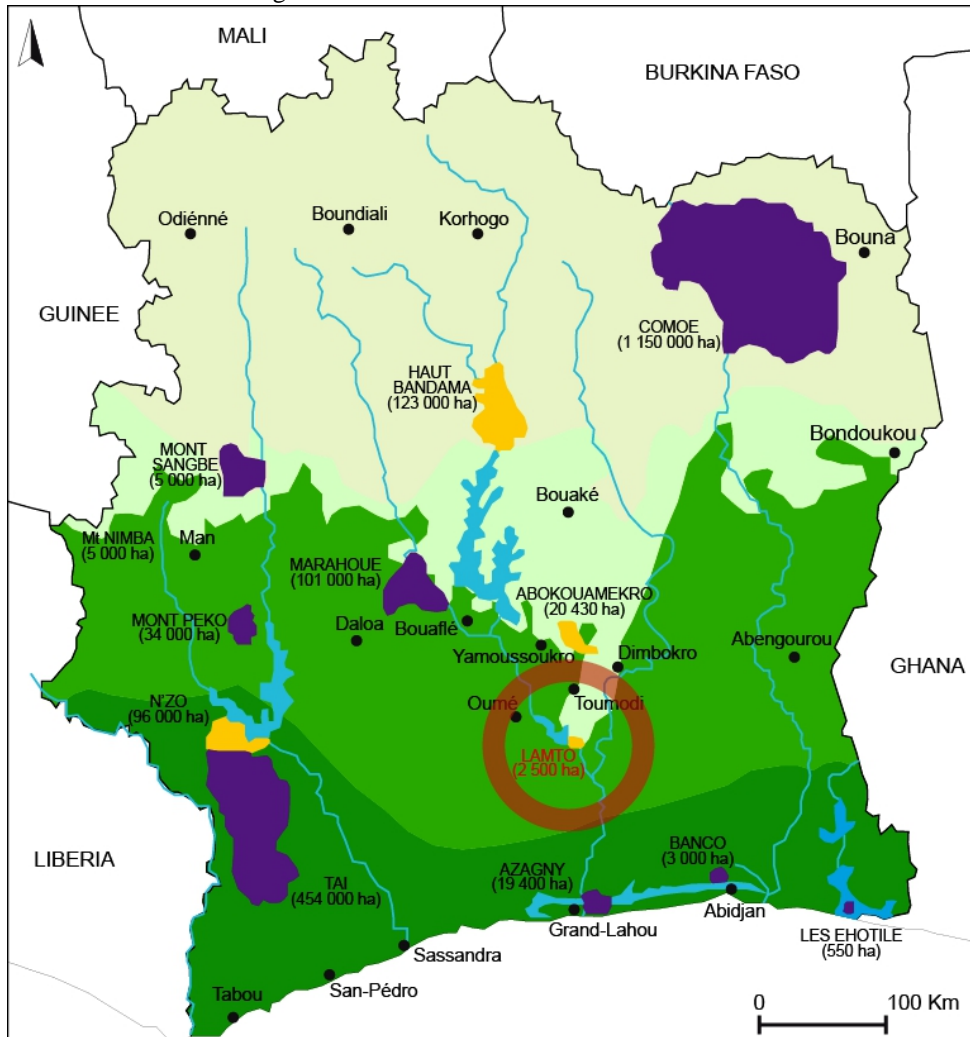 MALI
BURKINA FASO
Odiénné
Boundiali
Korhogo
Bouna
GUINEE
COMOE
(1 150 000 ha)
HAUT
BANDAMA
(123 000 ha)
MONT
SANGBE
(5 000 ha)
Bondoukou
Bouaké
Mt NIMBA
(5 000 ha)
Man
MARAHOUE
(101 000 ha)
ABOKOUAMEKRO
(20 430 ha)
MONT PEKO
(34 000 ha)
Daloa
Bouaflé
Yamoussoukro
Dimbokro
Abengourou
GHANA
N'ZO
(96 000 ha)
Oumé
Toumodi
LAMTO
(2 500 ha)
LIBERIA
TAI
(454 000 ha)
AZAGNY
(19 400 ha)
BANCO
(3 000 ha)
Abidjan
Grand-Lahou
LES EHOTILE
(550 ha)
Sassandra
San-Pédro
Tabou
0 100 Km